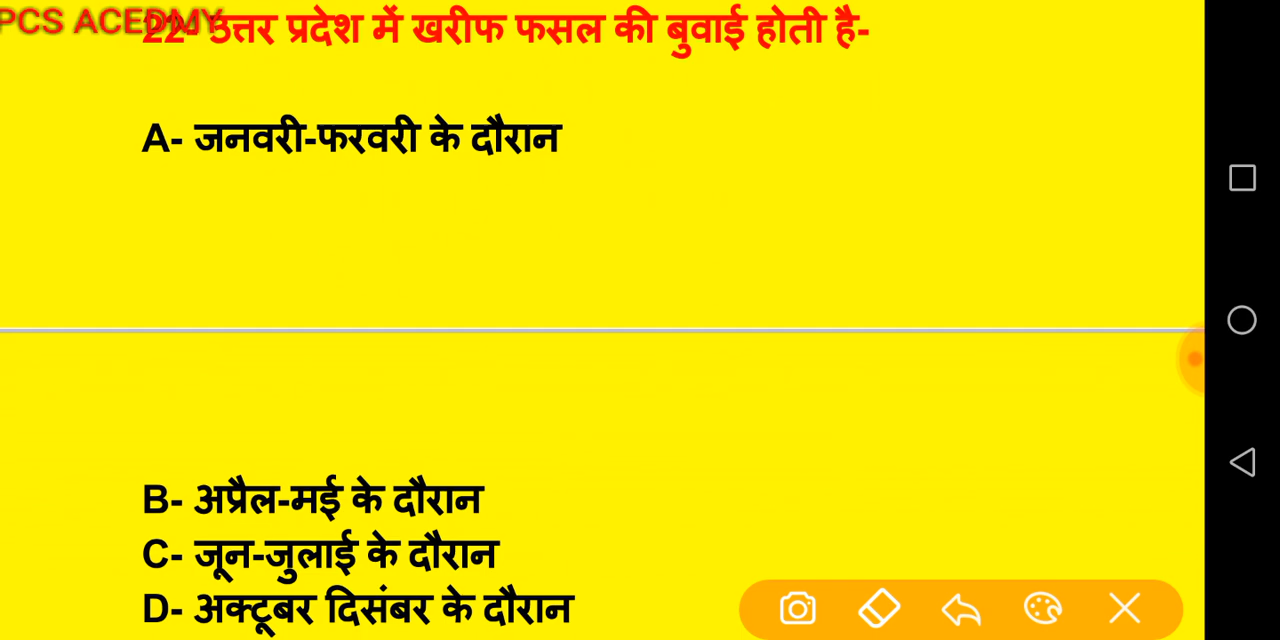 PCS ACEDMY
22- उत्तर प्रदेश में खरीफ फसल की बुवाई होती है-
A- जनवरी-फरवरी के दौरान
B- अप्रैल-मई के दौरान
C- जून-जुलाई के दौरान
D- अक्टूबर दिसंबर के दौरान